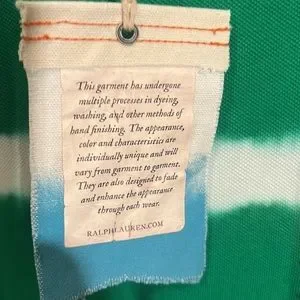 This garment has undergone
multiple processes in dyeing,
washing, and other methods of
hand finishing. The appearance,
color and characteristics are
individually unique and will
vary from garment to garment.
They are also designed to fade
and enhance the appearance
through each wear.
RALPHLAUREN.COM